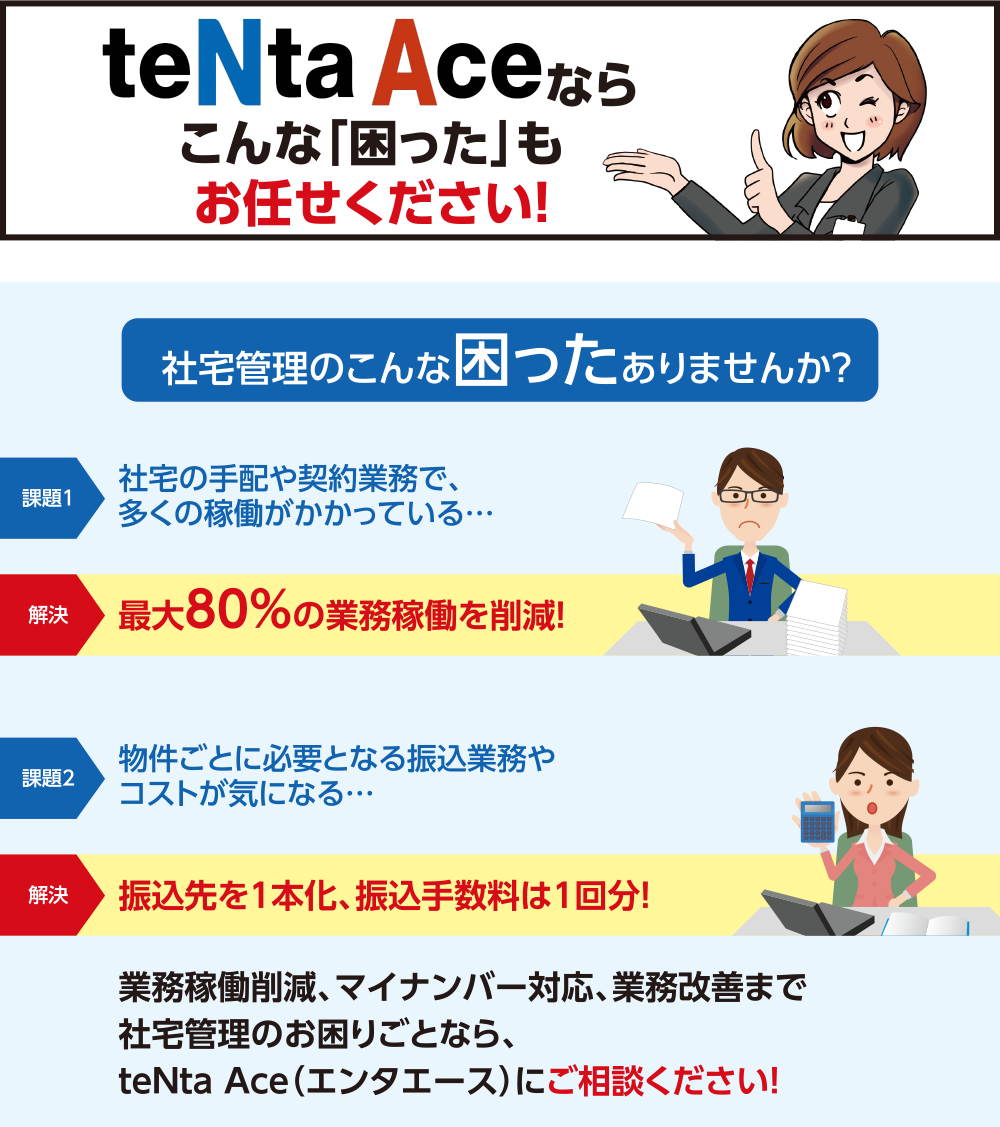 teNta Aceなら
こんな「困った」も
お任せください!
社宅管理のこんな困ったありませんか?
課題1
社宅の手配や契約業務で、
多くの稼働がかかっている…
解決
最大80%の業務稼働を削減!
課題2
物件ごとに必要となる振込業務や
コストが気になる…
解決
振込先を1本化、振込手数料は1回分!
業務稼働削減、マイナンバー対応、業務改善まで
社宅管理のお困りごとなら、
teNta Ace（エンタエース）にご相談ください!